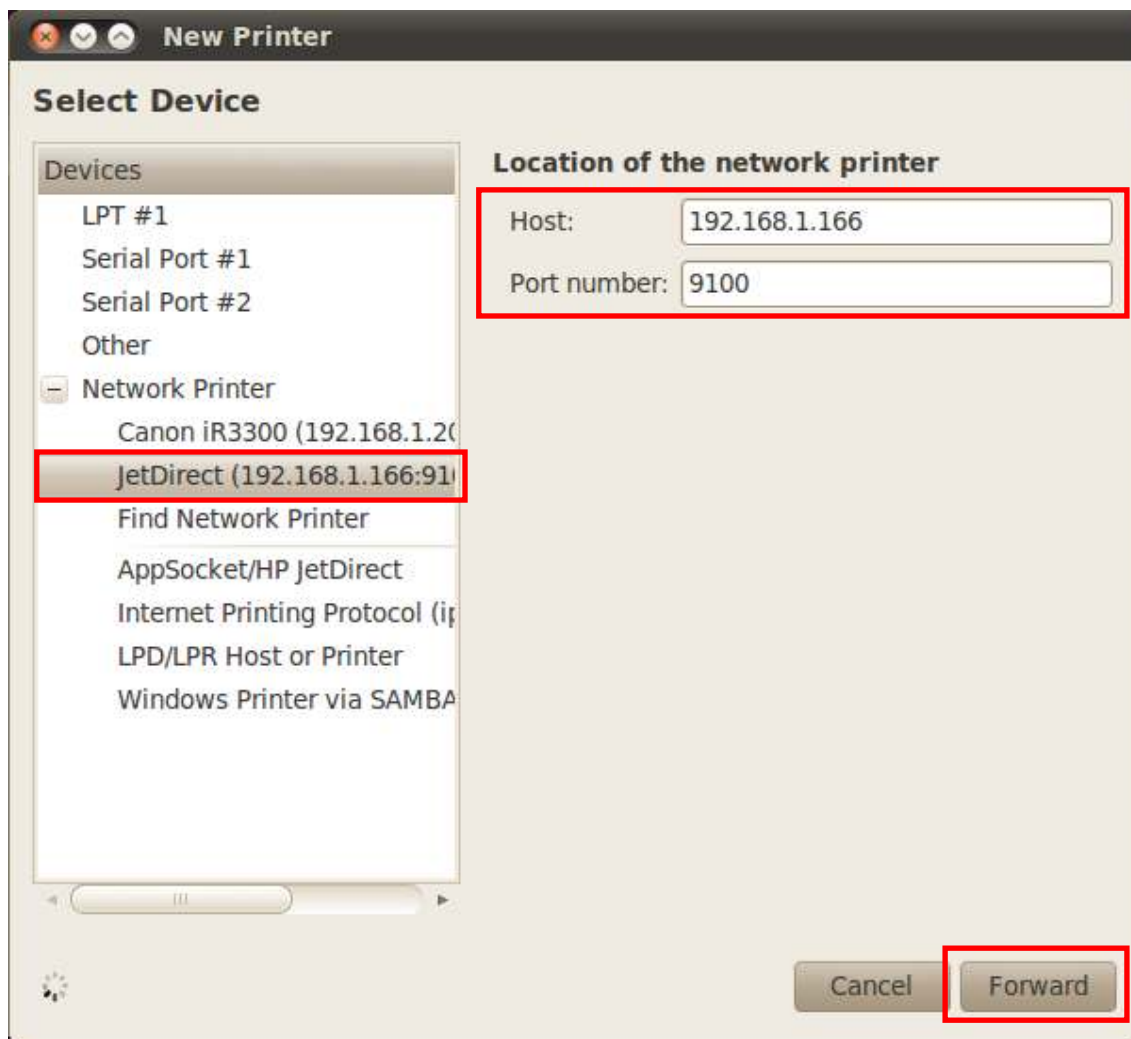 New Printer
Select Device
Devices
LPT #1
Serial Port #1
Serial Port #2
Other
Network Printer
Canon iR3300 (192.168.1.20
JetDirect (192.168.1.166:910
Find Network Printer
AppSocket/HP JetDirect
Internet Printing Protocol (ip
LPD/LPR Host or Printer
Windows Printer via SAMBA
Location of the network printer
Host: 192.168.1.166
Port number: 9100
Cancel Forward